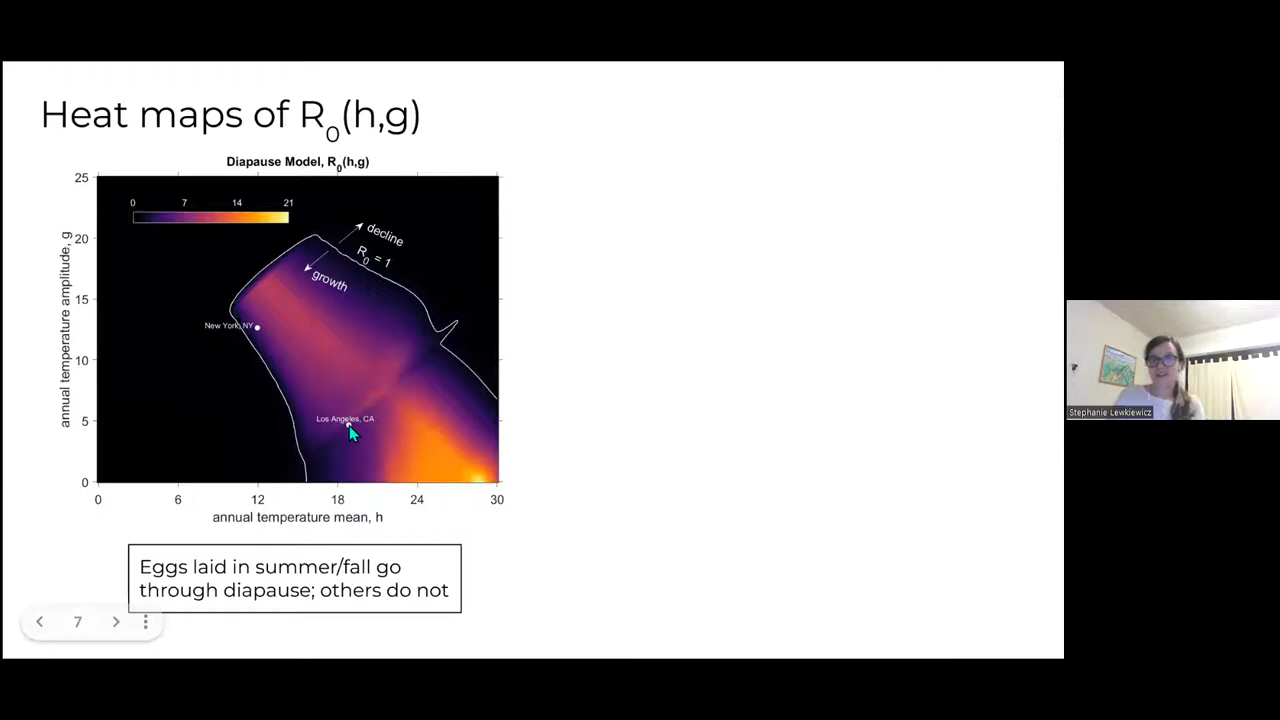 Heat maps of R0(h,g)
Diapause Model, R0(h,g)
25
20
15
10
5
0
annual temperature amplitude, g
0 7 14 21
decline
R0 = 1
growth
New York, NY
Los Angeles, CA
0 6 12 18 24 30
annual temperature mean, h
Eggs laid in summer/fall go
through diapause; others do not
7
Stephanie Lewkiewicz